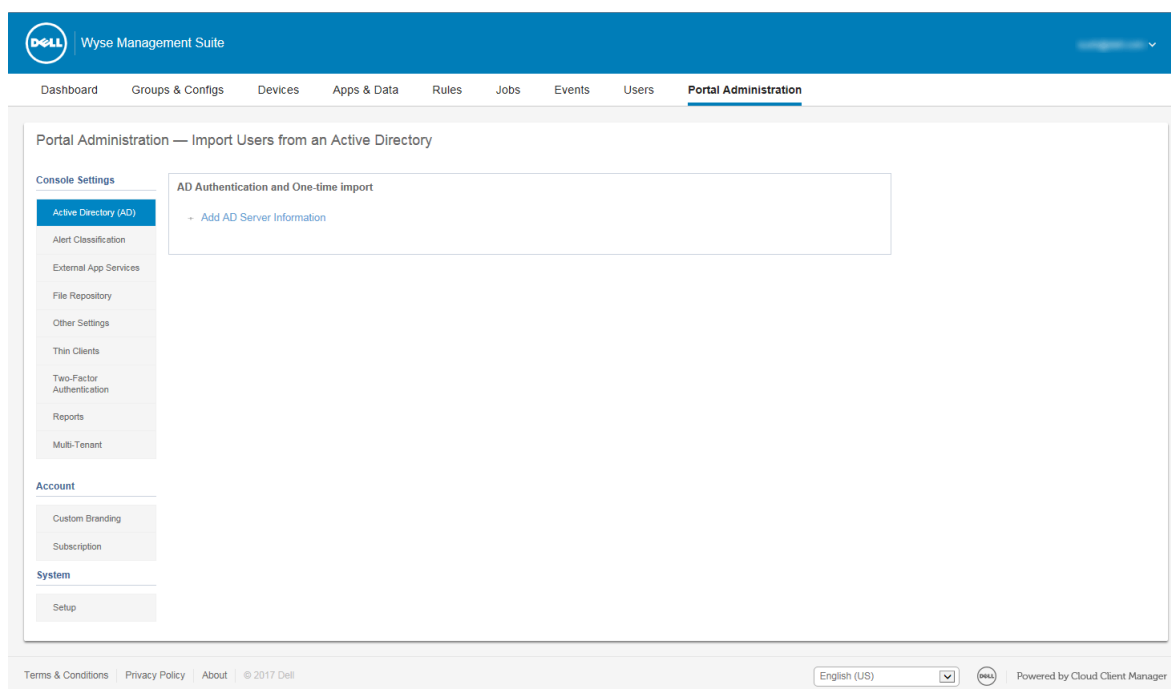 DELL
Wyse Management Suite
Dashboard Groups & Configs Devices Apps & Data Rules Jobs Events Users Portal Administration
Portal Administration — Import Users from an Active Directory
Console Settings
Active Directory (AD)
Alert Classification
External App Services
File Repository
Other Settings
Thin Clients
Two-Factor
Authentication
Reports
Multi-Tenant
AD Authentication and One-time import
+ Add AD Server Information
Account
Custom Branding
Subscription
System
Setup
Terms & Conditions Privacy Policy About © 2017 Dell
English (US)
DELL
Powered by Cloud Client Manager